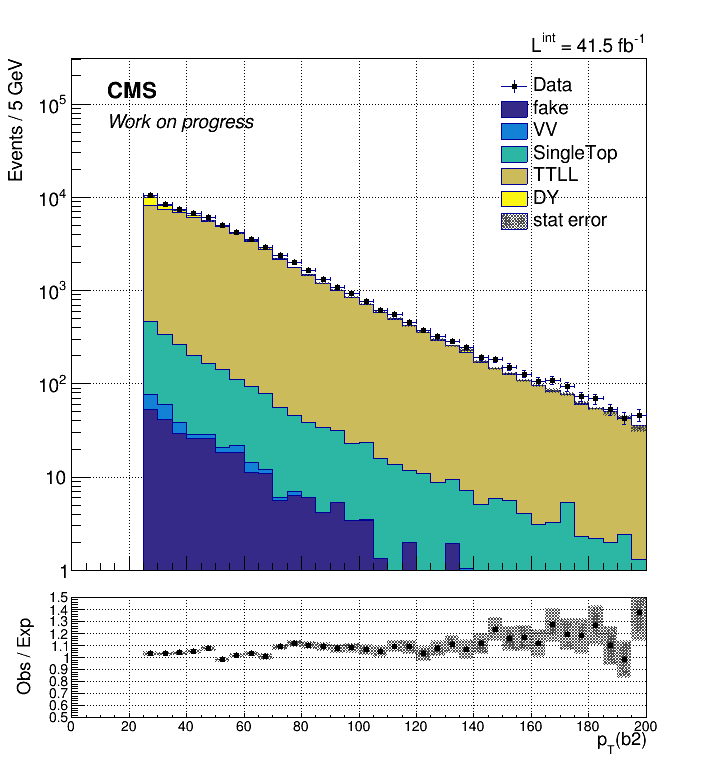 L^int = 41.5 fb^-1
Events / 5 GeV
CMS
Work on progress
Data
fake
VV
SingleTop
TTLL
DY
stat error
10^5
10^4
10^3
10^2
10
1
Obs / Exp
1.5
1.4
1.3
1.2
1.1
1
0.9
0.8
0.7
0.6
0.5
0 20 40 60 80 100 120 140 160 180 200
p_T(b2)